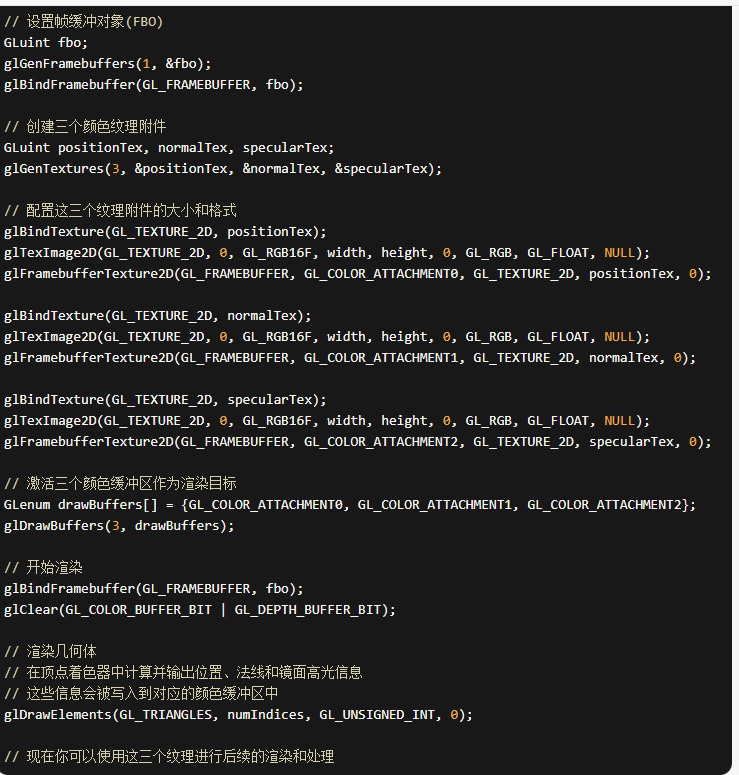 // 设置帧缓冲对象(FBO)
GLuint fbo;
glGenFramebuffers(1, &fbo);
glBindFramebuffer(GL_FRAMEBUFFER, fbo);

// 创建三个颜色纹理附件
GLuint positionTex, normalTex, specularTex;
glGenTextures(3, &positionTex, &normalTex, &specularTex);

// 配置这三个纹理附件的大小和格式
glBindTexture(GL_TEXTURE_2D, positionTex);
glTexImage2D(GL_TEXTURE_2D, 0, GL_RGB16F, width, height, 0, GL_RGB, GL_FLOAT, NULL);
glFramebufferTexture2D(GL_FRAMEBUFFER, GL_COLOR_ATTACHMENT0, GL_TEXTURE_2D, positionTex, 0);

glBindTexture(GL_TEXTURE_2D, normalTex);
glTexImage2D(GL_TEXTURE_2D, 0, GL_RGB16F, width, height, 0, GL_RGB, GL_FLOAT, NULL);
glFramebufferTexture2D(GL_FRAMEBUFFER, GL_COLOR_ATTACHMENT1, GL_TEXTURE_2D, normalTex, 0);

glBindTexture(GL_TEXTURE_2D, specularTex);
glTexImage2D(GL_TEXTURE_2D, 0, GL_RGB16F, width, height, 0, GL_RGB, GL_FLOAT, NULL);
glFramebufferTexture2D(GL_FRAMEBUFFER, GL_COLOR_ATTACHMENT2, GL_TEXTURE_2D, specularTex, 0);

// 激活三个颜色缓冲区作为渲染目标
GLenum drawBuffers[] = {GL_COLOR_ATTACHMENT0, GL_COLOR_ATTACHMENT1, GL_COLOR_ATTACHMENT2};
glDrawBuffers(3, drawBuffers);

// 开始渲染
glBindFramebuffer(GL_FRAMEBUFFER, fbo);
glClear(GL_COLOR_BUFFER_BIT | GL_DEPTH_BUFFER_BIT);

// 渲染几何体
// 在顶点着色器中计算并输出位置、法线和镜面高光信息
// 这些信息会被写入到对应的颜色缓冲区中
glDrawElements(GL_TRIANGLES, numIndices, GL_UNSIGNED_INT, 0);

// 现在你可以使用这三个纹理进行后续的渲染和处理